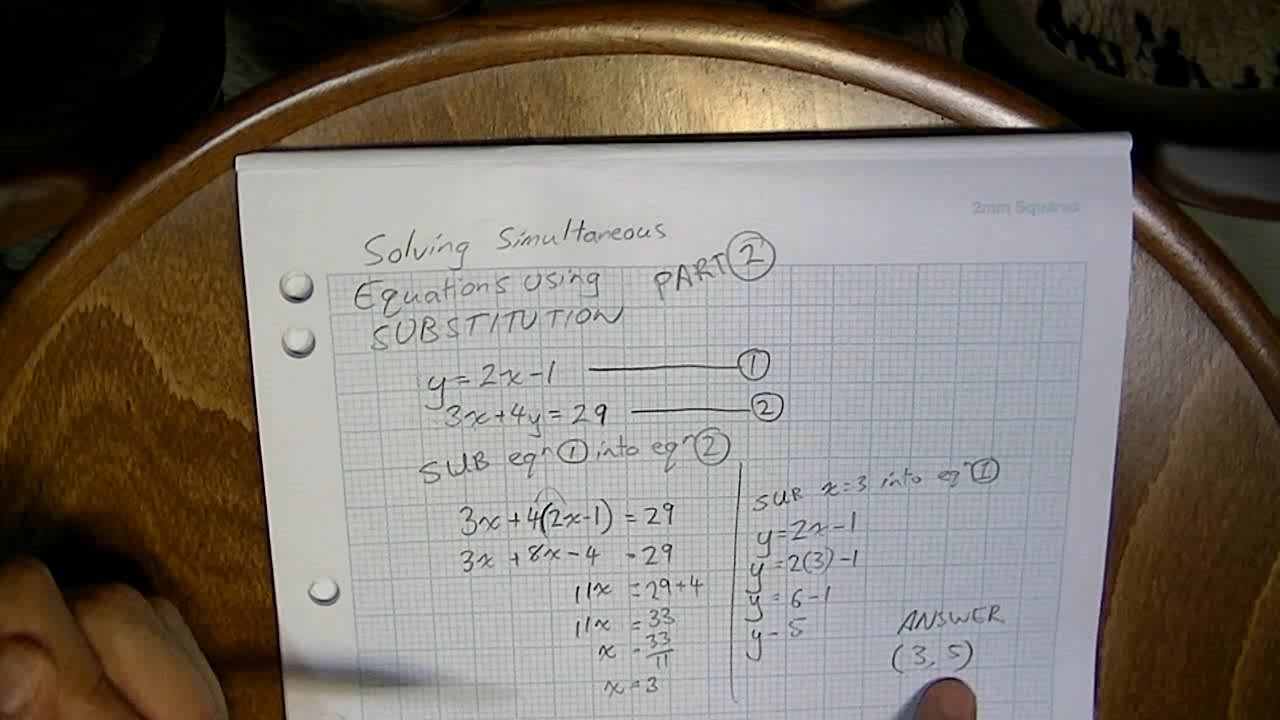 2mm Squares
Solving Simultaneous
Equations using PART 2
SUBSTITUTION
y = 2x - 1 ——— 1
3x + 4y = 29 ——— 2
SUB eqⁿ 1 into eqⁿ 2
3x + 4(2x - 1) = 29
3x + 8x - 4 = 29
11x = 29 + 4
11x = 33
x = 33/11
x = 3
SUB x = 3 into eqⁿ 1
y = 2x - 1
y = 2(3) - 1
y = 6 - 1
y = 5
ANSWER
(3, 5)